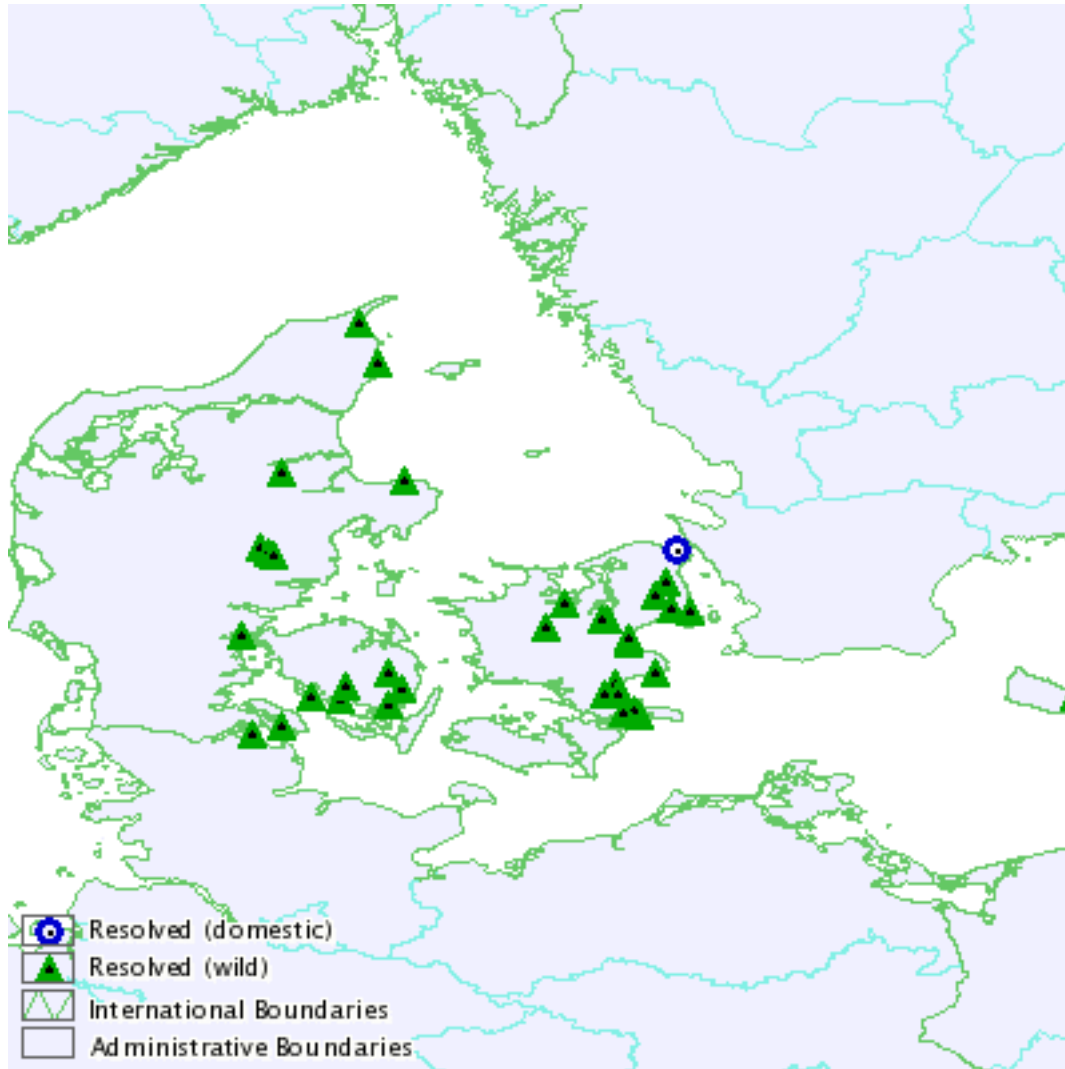 Resolved (domestic)
Resolved (wild)
International Boundaries
Administrative Boundaries